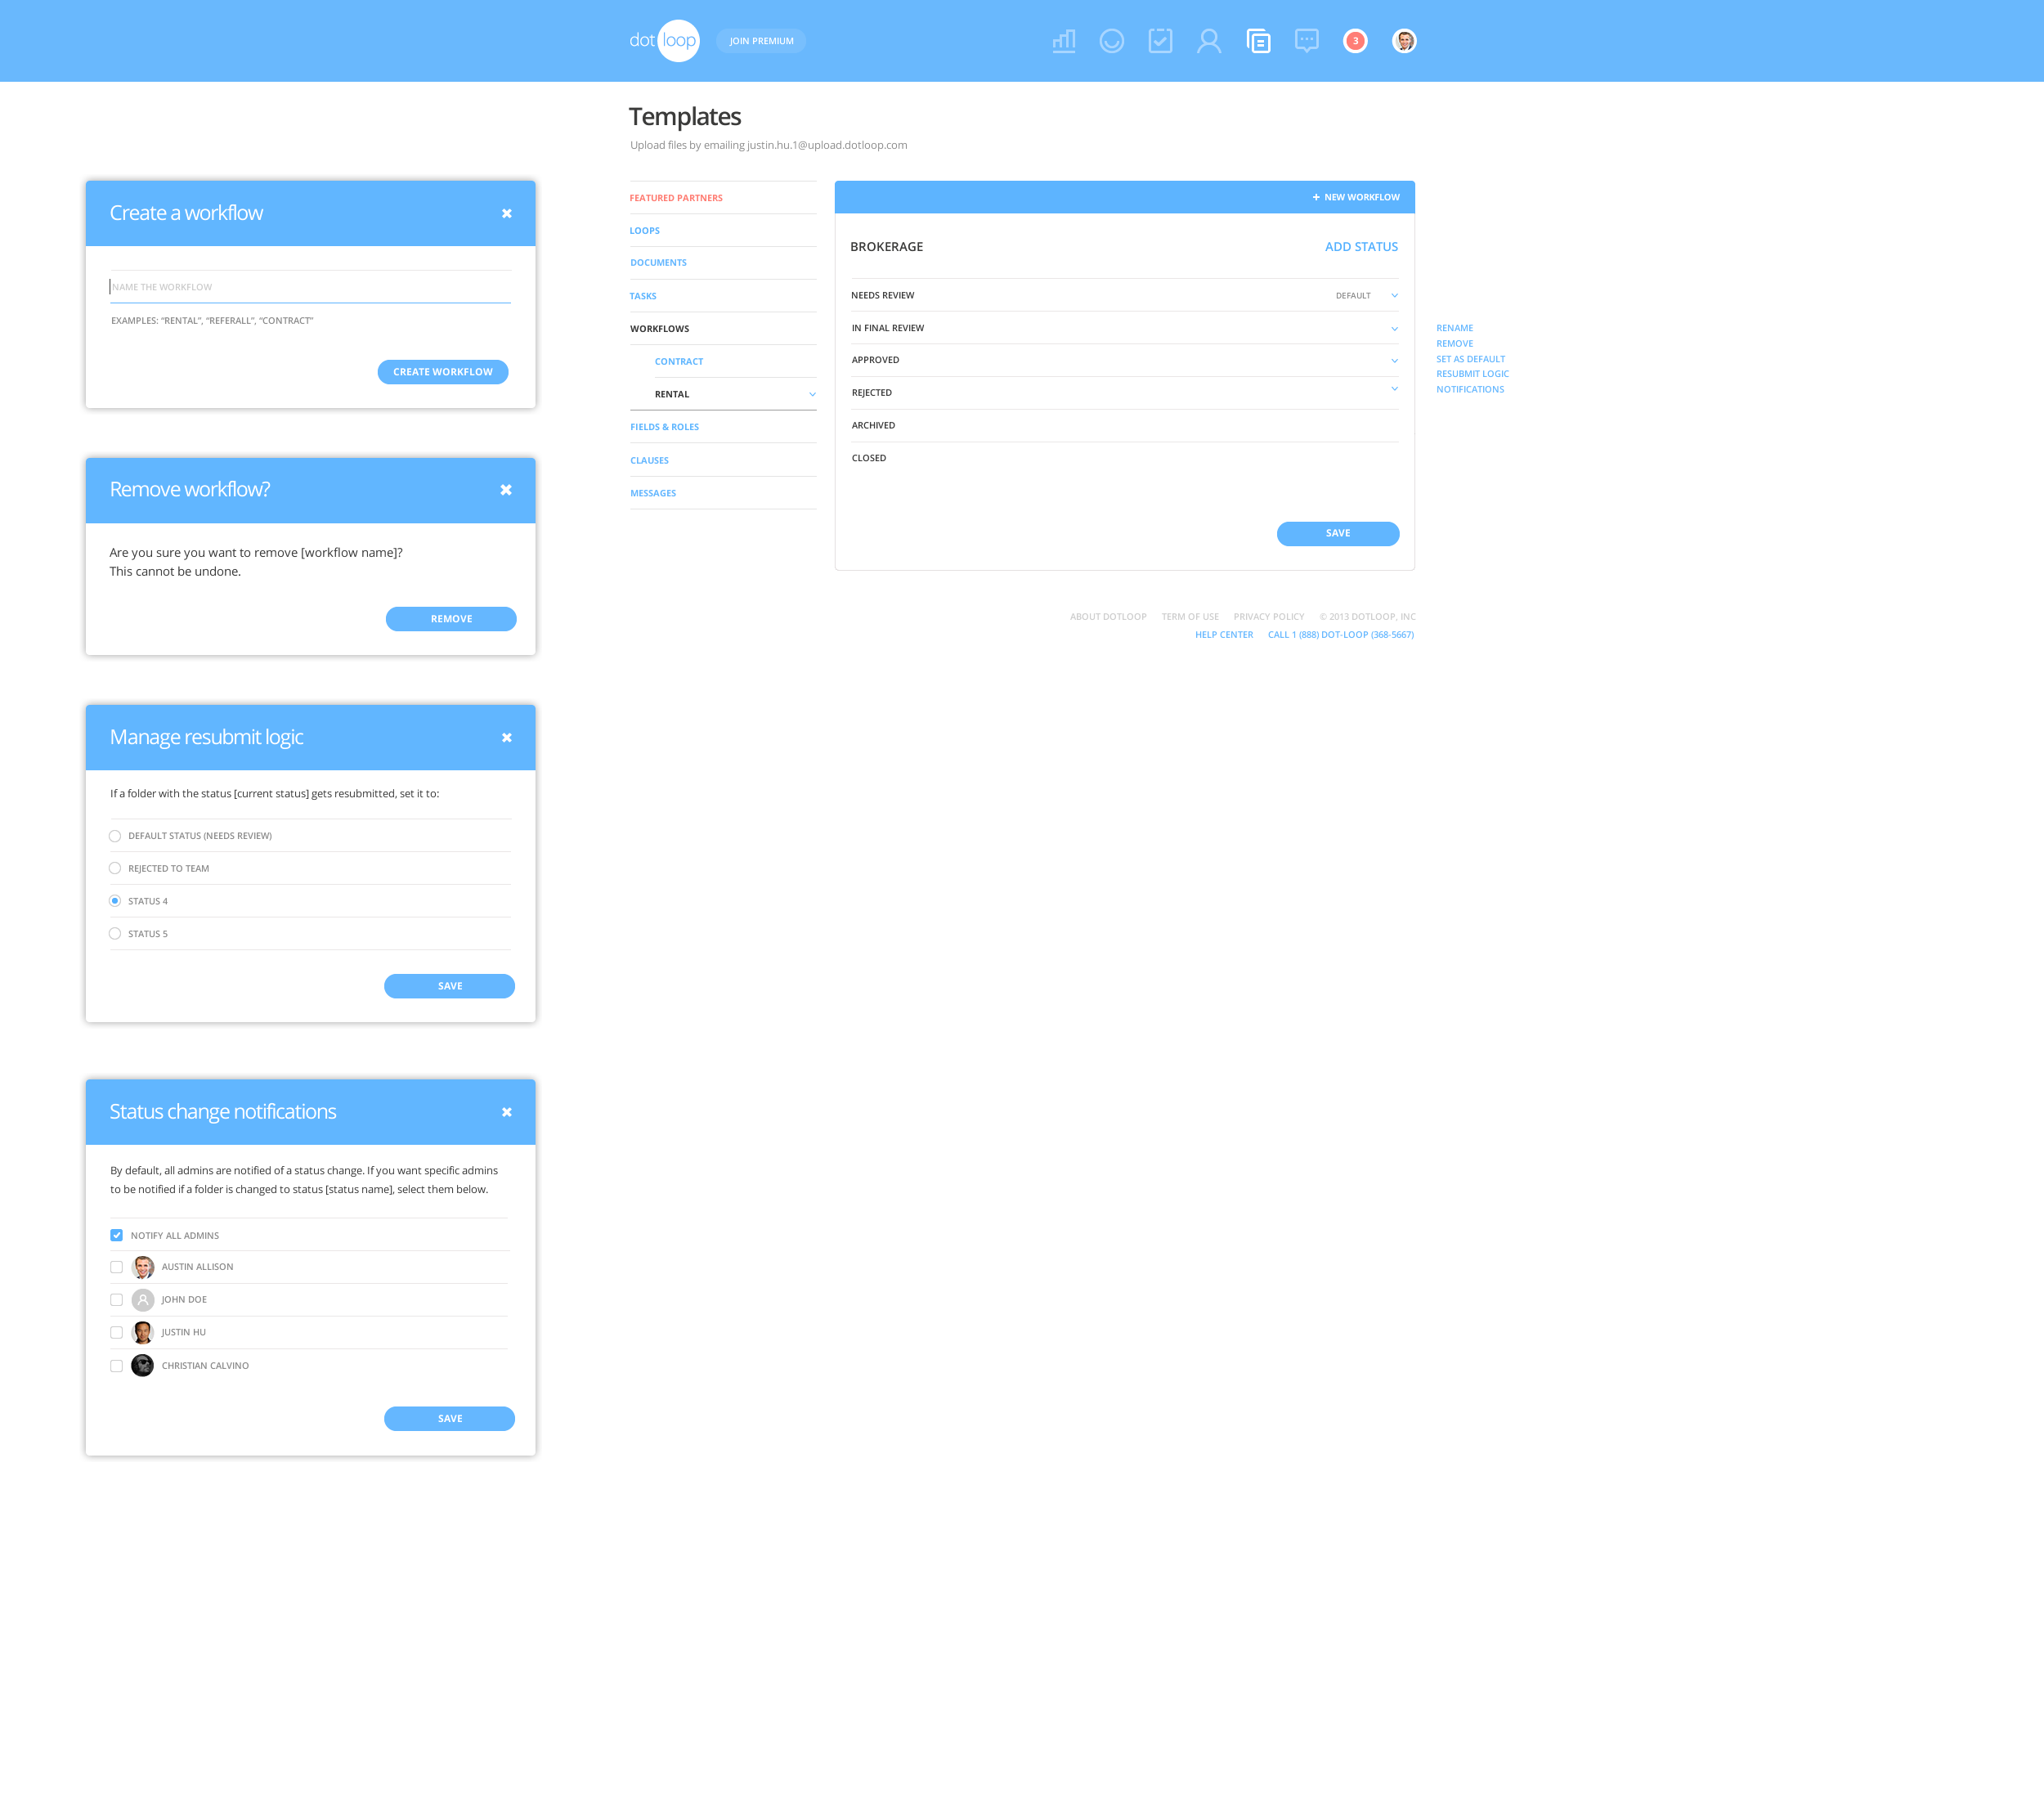 dot loop
JOIN PREMIUM
3
Templates
Upload files by emailing justin.hu.1@upload.dotloop.com
Create a workflow
NAME THE WORKFLOW
EXAMPLES: “RENTAL”, “REFERALL”, “CONTRACT”
CREATE WORKFLOW
Remove workflow?
Are you sure you want to remove [workflow name]?
This cannot be undone.
REMOVE
Manage resubmit logic
If a folder with the status [current status] gets resubmitted, set it to:
DEFAULT STATUS (NEEDS REVIEW)
REJECTED TO TEAM
STATUS 4
STATUS 5
SAVE
Status change notifications
By default, all admins are notified of a status change. If you want specific admins
to be notified if a folder is changed to status [status name], select them below.
NOTIFY ALL ADMINS
AUSTIN ALLISON
JOHN DOE
JUSTIN HU
CHRISTIAN CALVINO
SAVE
FEATURED PARTNERS
LOOPS
DOCUMENTS
TASKS
WORKFLOWS
CONTRACT
RENTAL
FIELDS & ROLES
CLAUSES
MESSAGES
+ NEW WORKFLOW
BROKERAGE
ADD STATUS
NEEDS REVIEW
DEFAULT
IN FINAL REVIEW
APPROVED
REJECTED
ARCHIVED
CLOSED
SAVE
RENAME
REMOVE
SET AS DEFAULT
RESUBMIT LOGIC
NOTIFICATIONS
ABOUT DOTLOOP TERM OF USE PRIVACY POLICY © 2013 DOTLOOP, INC
HELP CENTER CALL 1 (888) DOT-LOOP (368-5667)